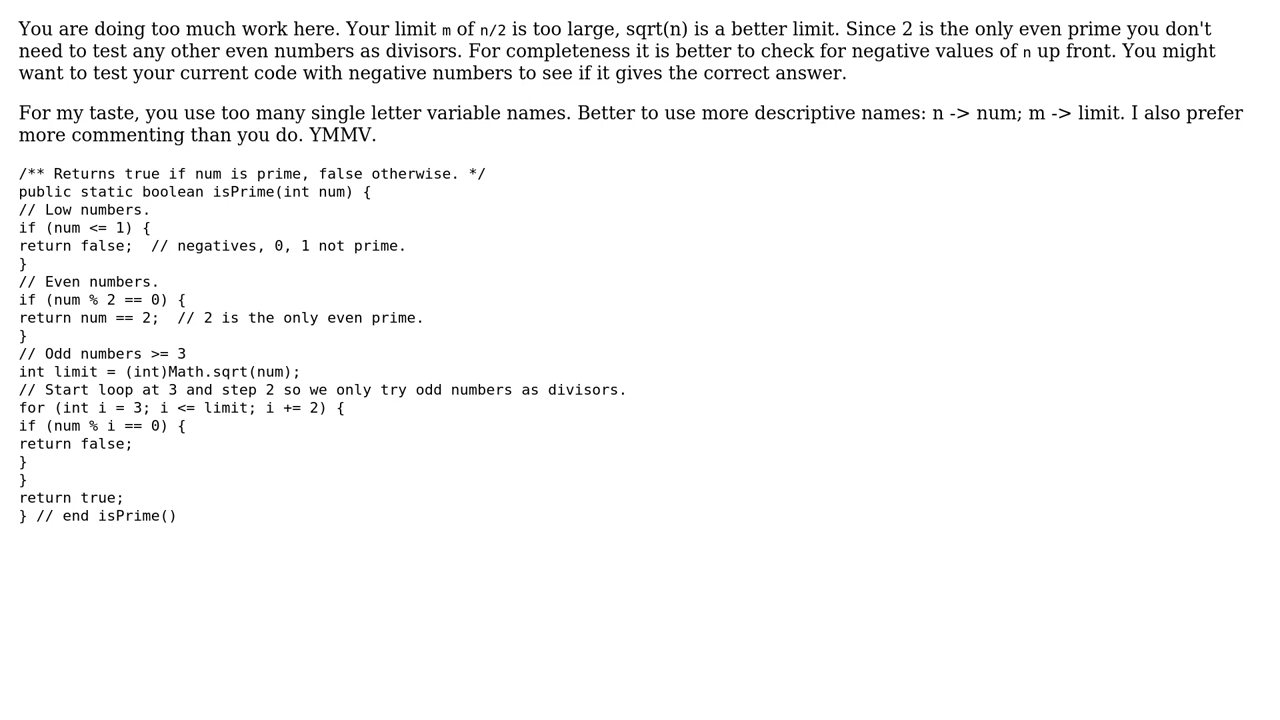 You are doing too much work here. Your limit m of n/2 is too large, sqrt(n) is a better limit. Since 2 is the only even prime you don't
need to test any other even numbers as divisors. For completeness it is better to check for negative values of n up front. You might
want to test your current code with negative numbers to see if it gives the correct answer.
For my taste, you use too many single letter variable names. Better to use more descriptive names: n -> num; m -> limit. I also prefer
more commenting than you do. YMMV.
/** Returns true if num is prime, false otherwise. */
public static boolean isPrime(int num) {
// Low numbers.
if (num <= 1) {
return false;  // negatives, 0, 1 not prime.
}
// Even numbers.
if (num % 2 == 0) {
return num == 2;  // 2 is the only even prime.
}
// Odd numbers >= 3
int limit = (int)Math.sqrt(num);
// Start loop at 3 and step 2 so we only try odd numbers as divisors.
for (int i = 3; i <= limit; i += 2) {
if (num % i == 0) {
return false;
}
}
return true;
} // end isPrime()